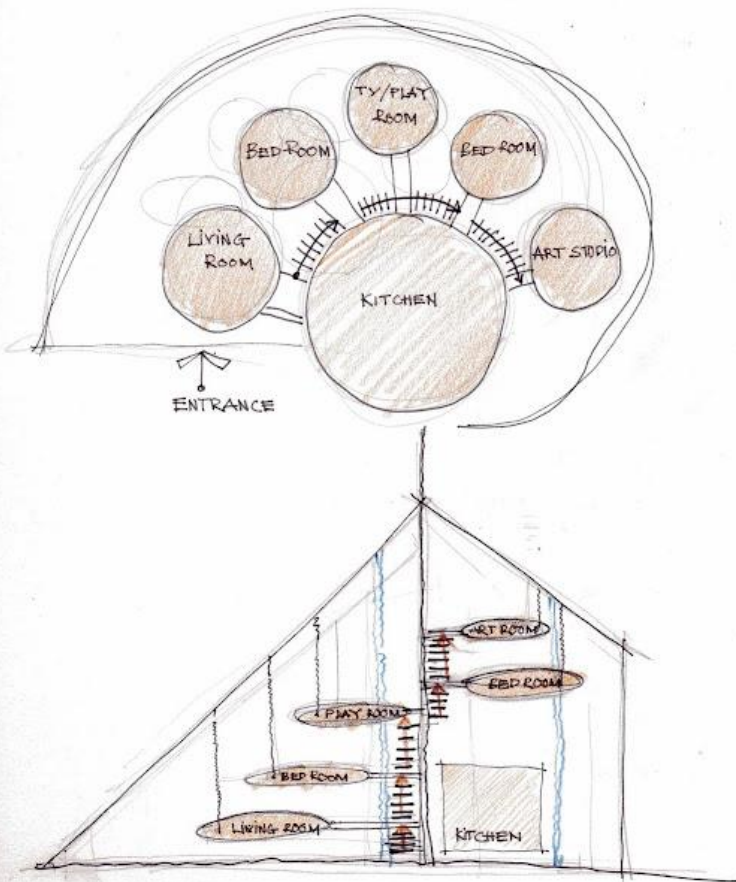 TV/PLAY
ROOM
BED ROOM
BED ROOM
LIVING
ROOM
ART STUDIO
KITCHEN
ENTRANCE
ART ROOM
BED ROOM
PLAY ROOM
BED ROOM
LIVING ROOM
KITCHEN